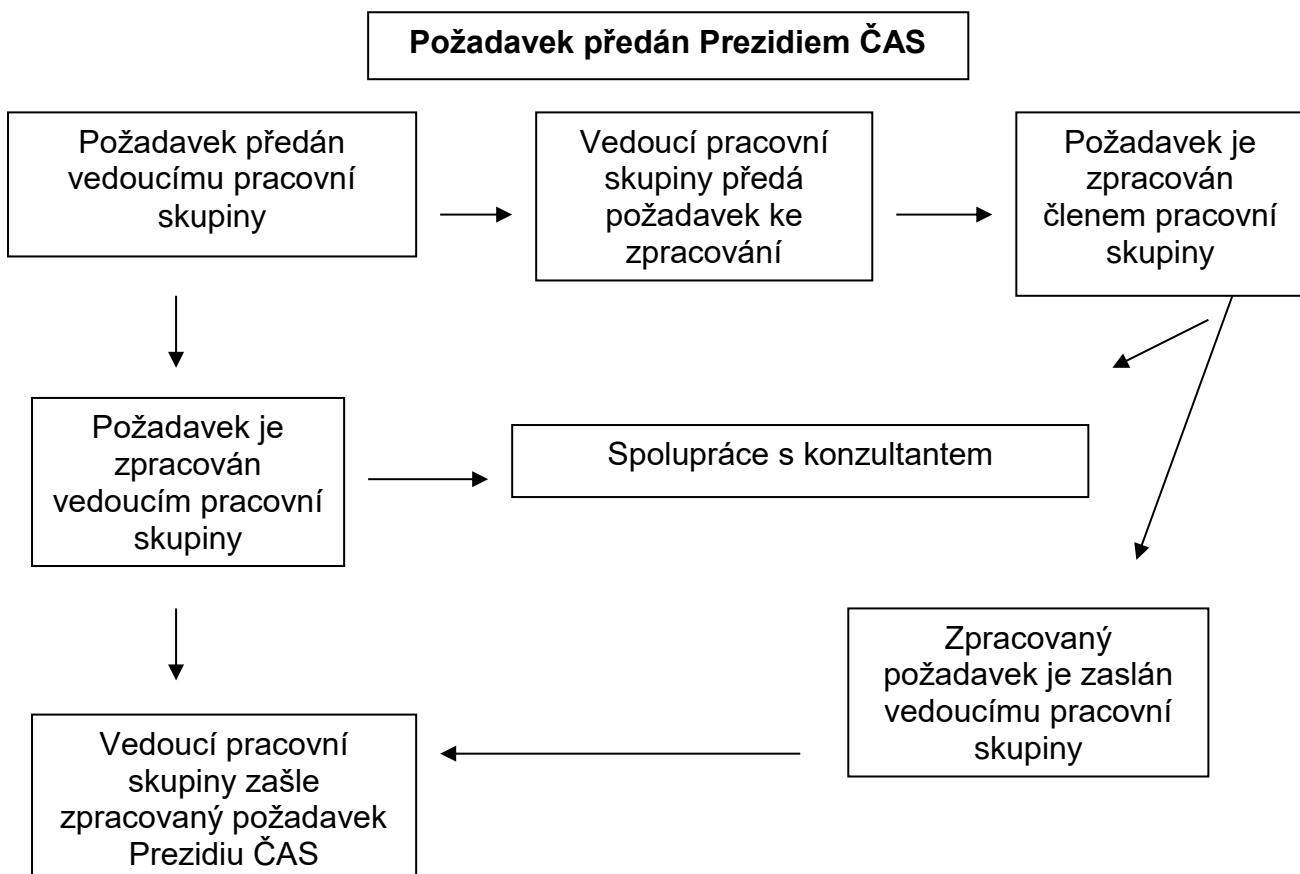 Požadavek předán Prezidiem ČAS
Požadavek předán
vedoucímu pracovní
skupiny
Vedoucí pracovní
skupiny předá
požadavek ke
zpracování
Požadavek je
zpracován
členem pracovní
skupiny
Požadavek je
zpracován
vedoucím pracovní
skupiny
Spolupráce s konzultantem
Zpracovaný
požadavek je zaslán
vedoucímu pracovní
skupiny
Vedoucí pracovní
skupiny zašle
zpracovaný požadavek
Prezidiu ČAS